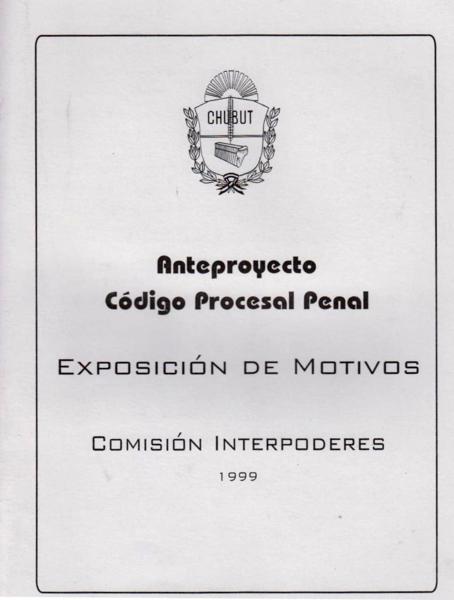 CHUBUT
Anteproyecto
Código Procesal Penal
EXPOSICIÓN DE MOTIVOS
COMISIÓN INTERPODERES
1999